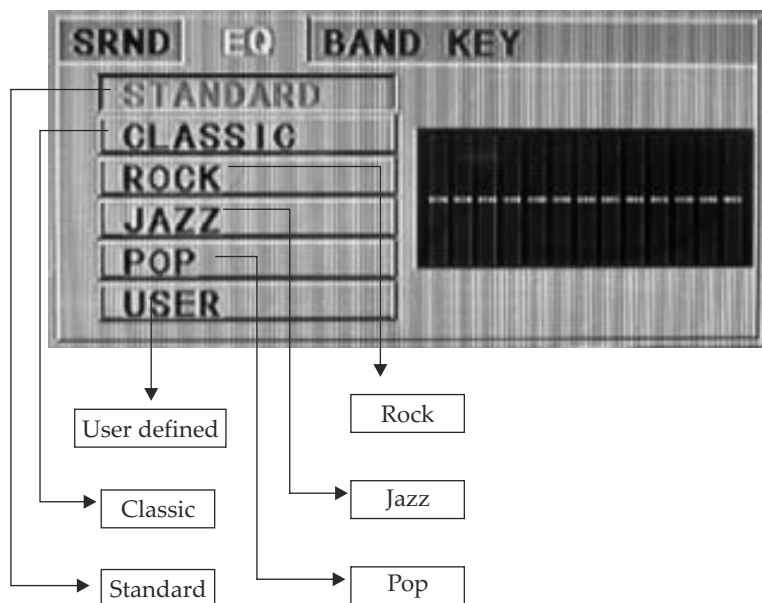 SRND EQ BAND KEY
STANDARD
CLASSIC
ROCK
JAZZ
POP
USER
User defined
Rock
Classic
Jazz
Standard
Pop